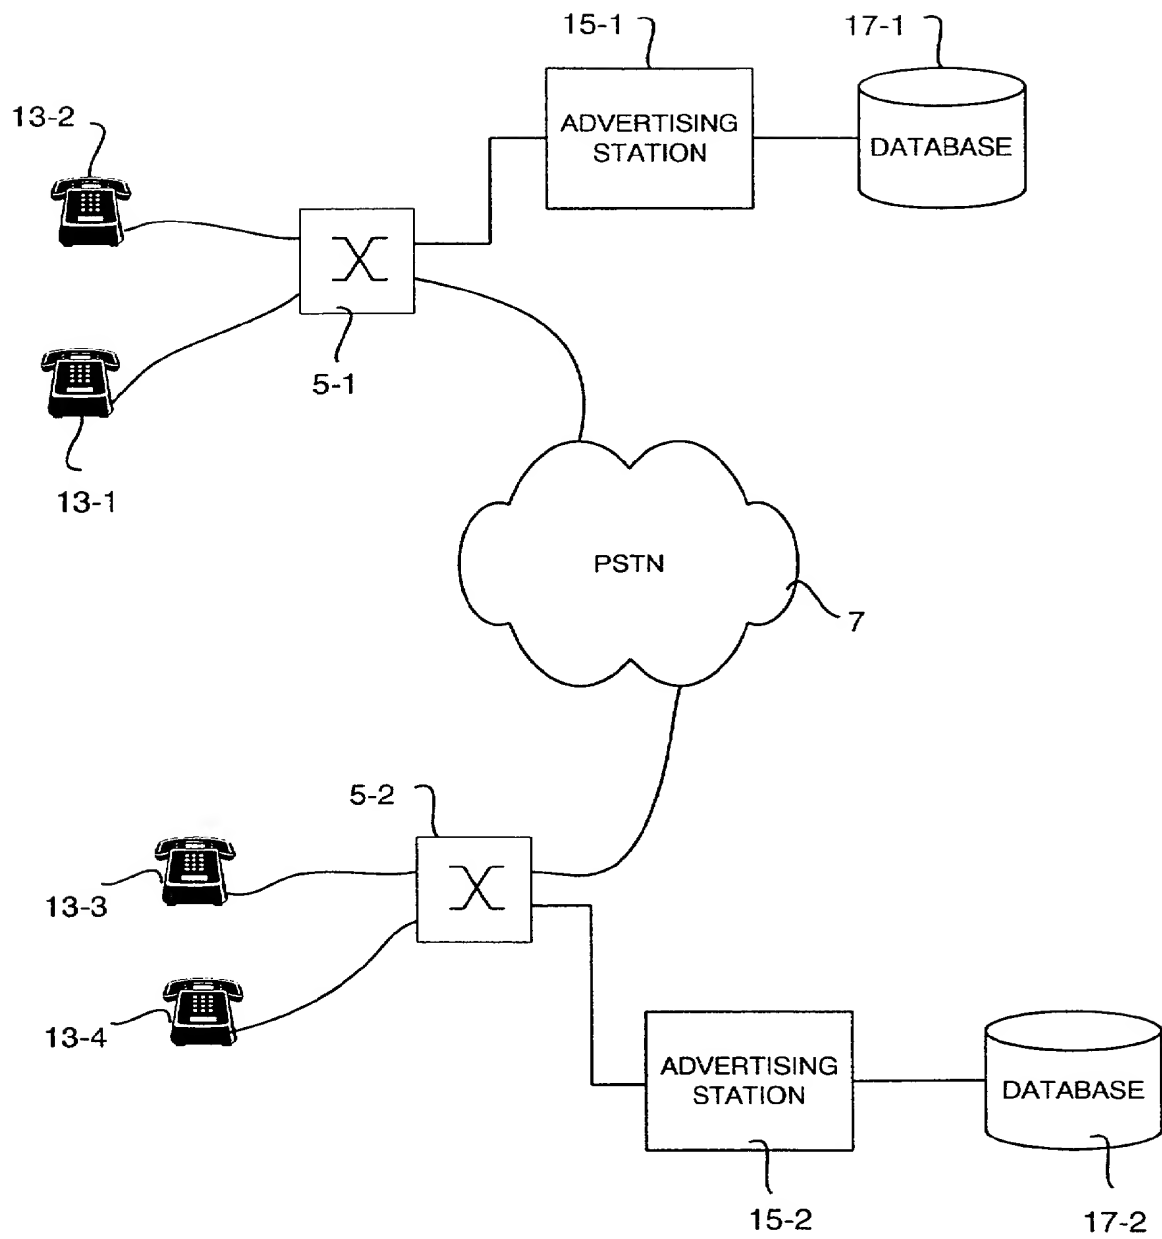 15-1
17-1
13-2
ADVERTISING
STATION
DATABASE
5-1
13-1
PSTN
7
5-2
13-3
13-4
ADVERTISING
STATION
DATABASE
15-2
17-2